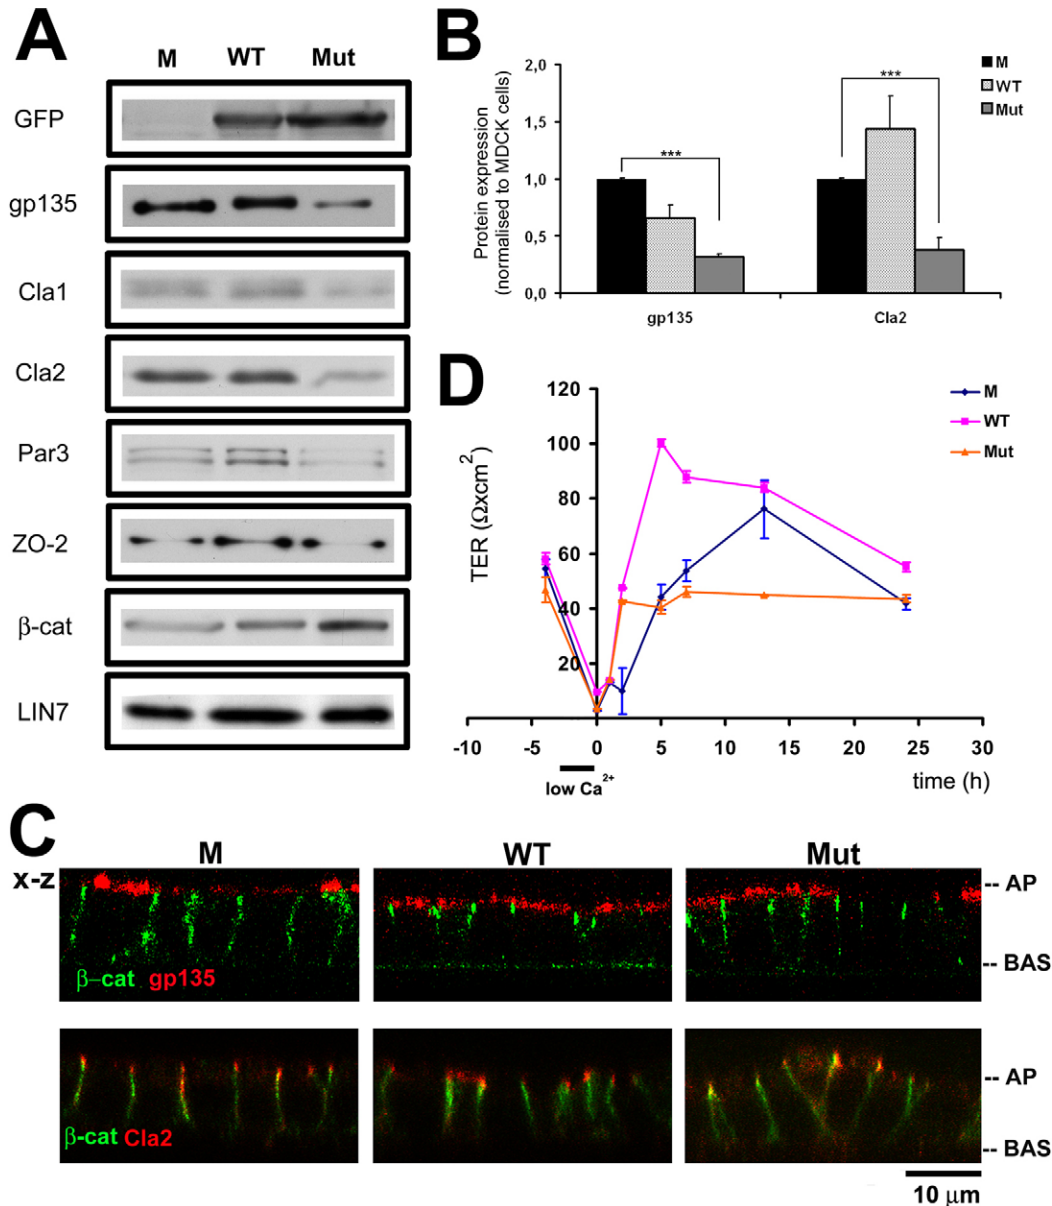 A
M WT Mut
GFP
gp135
Cla1
Cla2
Par3
ZO-2
β-cat
LIN7
B
Protein expression
(normalised to MDCK cells)
2,0
1,5
1,0
0,5
0,0
***
***
gp135 Cla2
M
WT
Mut
D
TER (Ωxcm2)
120
100
80
60
40
20
-10 -5 0 5 10 15 20 25 30
low Ca2+
time (h)
M
WT
Mut
C
M WT Mut
x-z
-- AP
-- BAS
β-cat gp135
-- AP
-- BAS
β-cat Cla2
10 μm